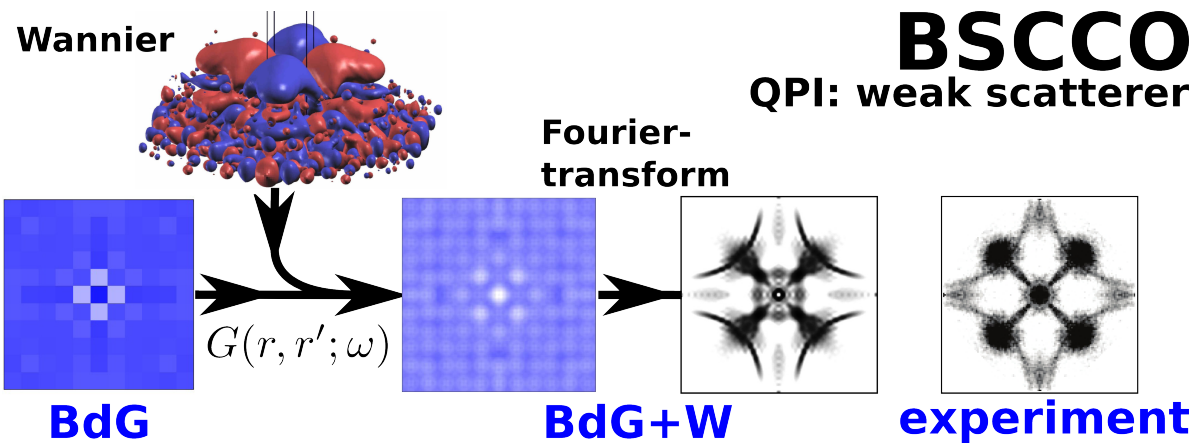 Wannier
BSCCO
QPI: weak scatterer
Fourier-
transform
G(r, r′; ω)
BdG
BdG+W
experiment